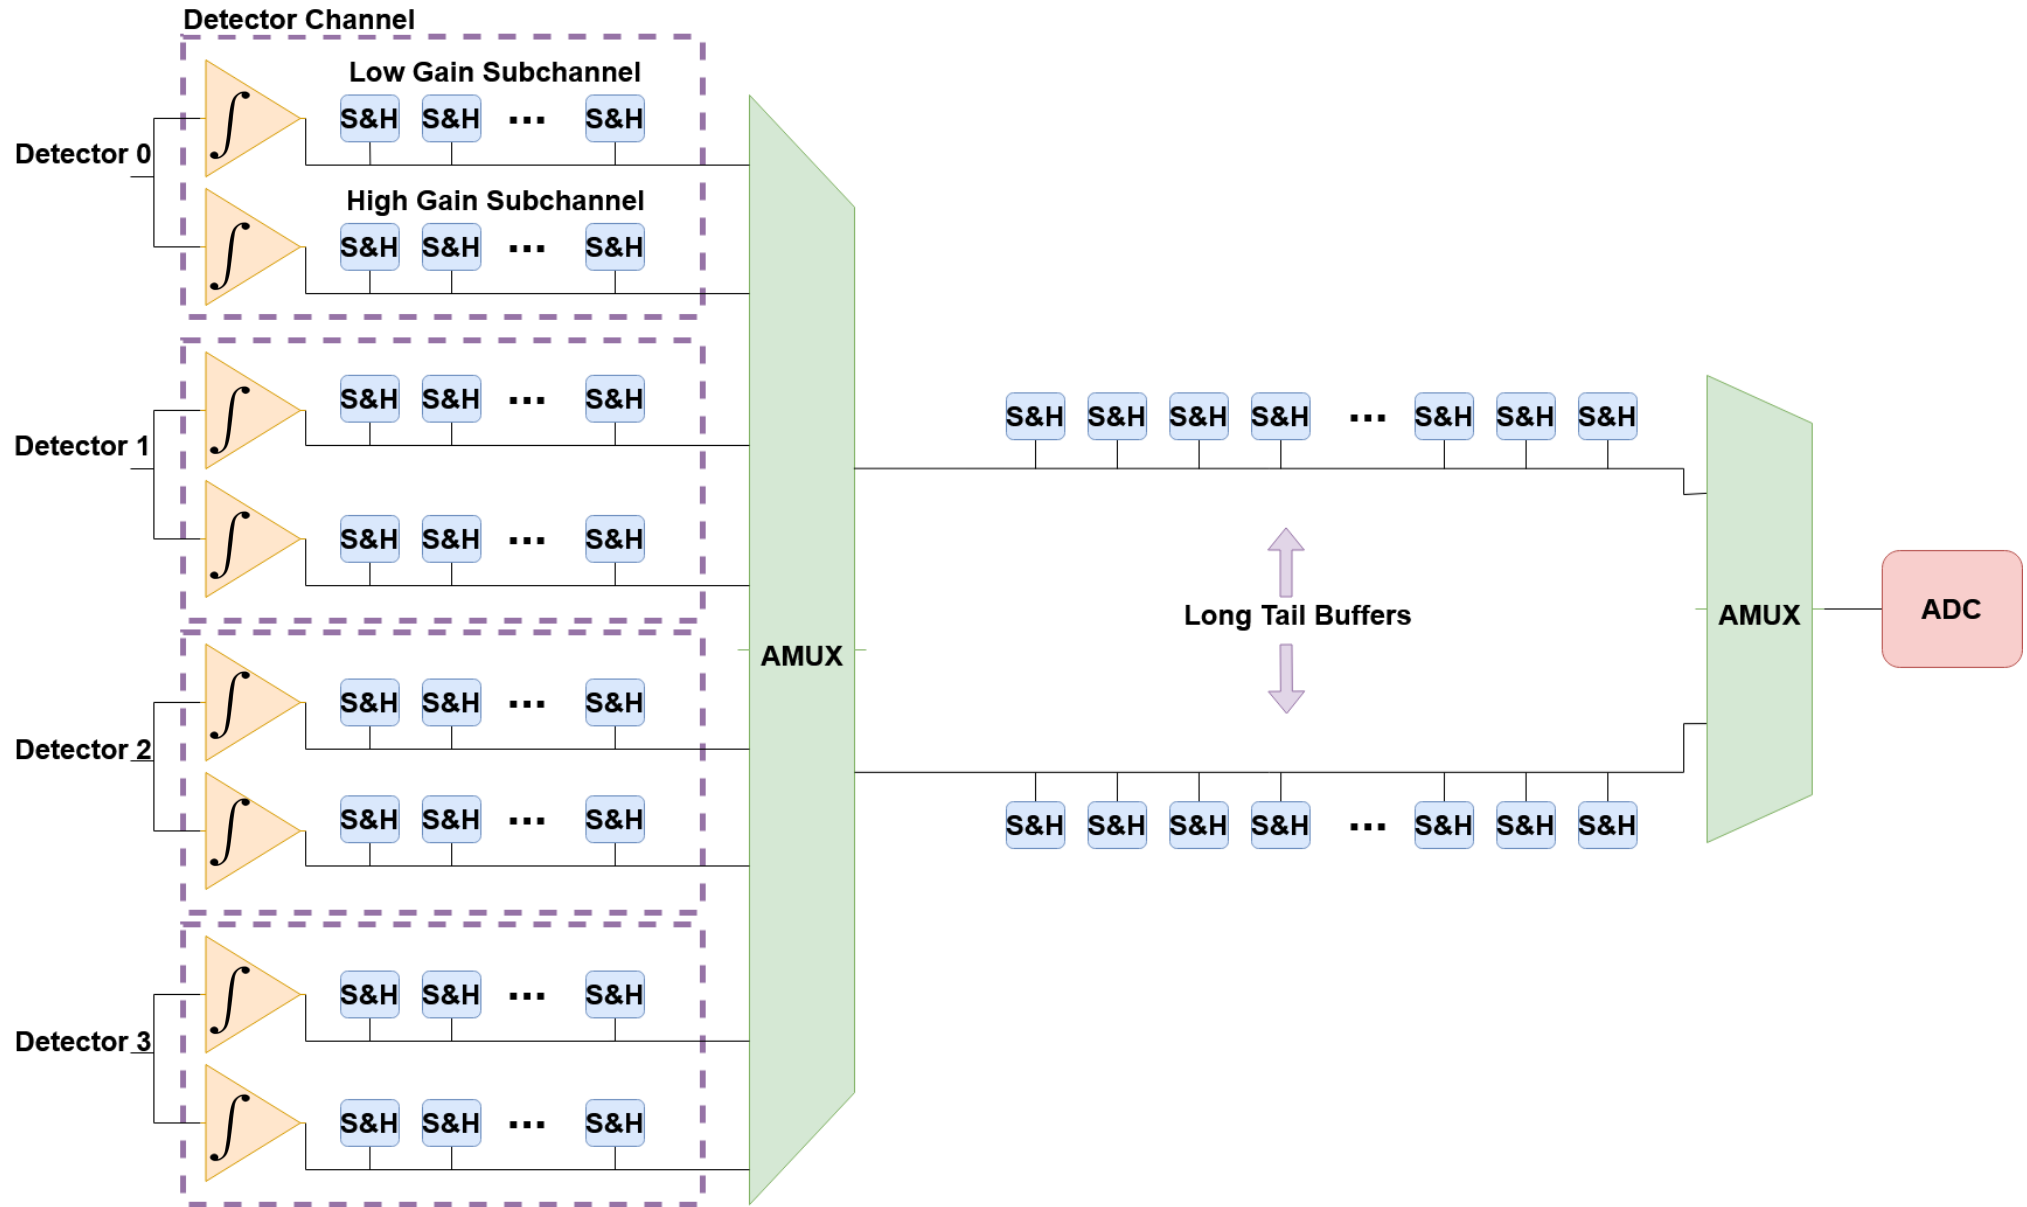 Detector Channel
Low Gain Subchannel
S&H S&H ... S&H
Detector 0
∫
High Gain Subchannel
S&H S&H ... S&H
∫
S&H S&H ... S&H
∫
Detector 1
S&H S&H ... S&H
∫
S&H S&H ... S&H
∫
Detector 2
S&H S&H ... S&H
∫
S&H S&H ... S&H
∫
Detector 3
S&H S&H ... S&H
∫
AMUX
S&H S&H S&H S&H ... S&H S&H S&H
Long Tail Buffers
S&H S&H S&H S&H ... S&H S&H S&H
AMUX
ADC